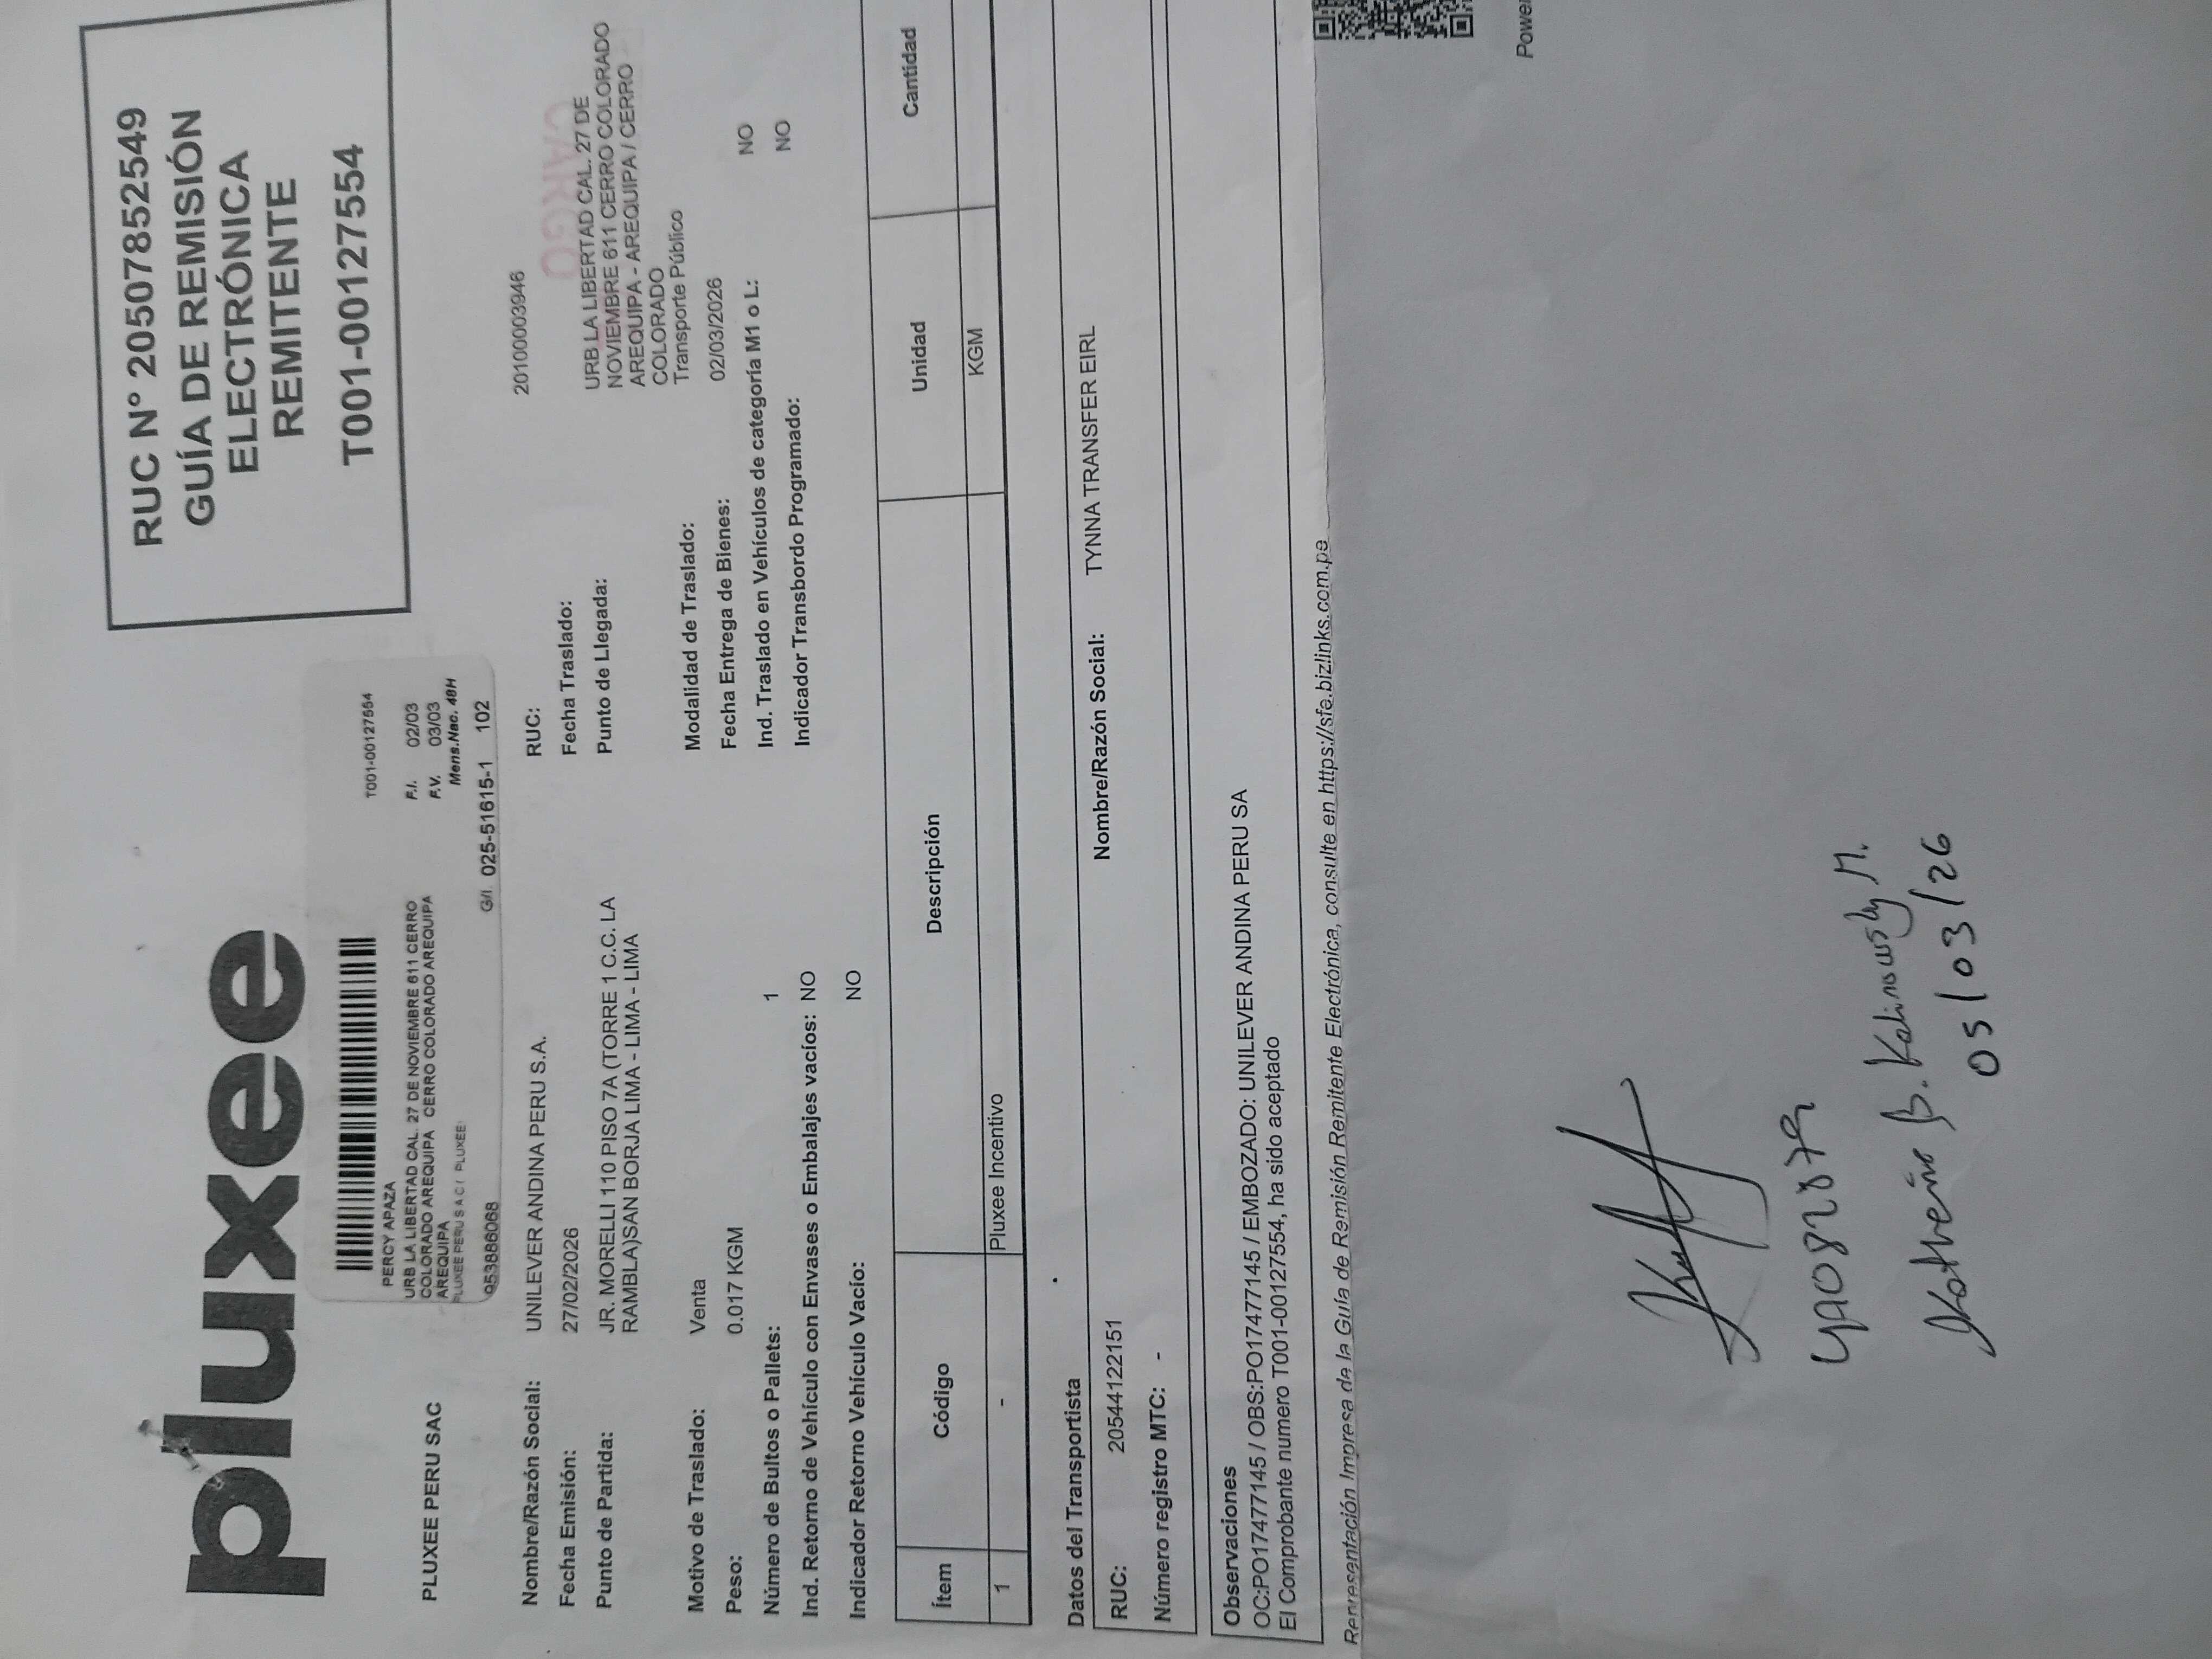 pluxee
RUC N° 20507852549
GUÍA DE REMISIÓN
ELECTRÓNICA
REMITENTE
T001-00127554
PERCY APAZA
T001-00127554
URB LA LIBERTAD CAL. 27 DE NOVIEMBRE 611 CERRO
COLORADO AREQUIPA CERRO COLORADO AREQUIPA
AREQUIPA
F.I. 02/03
F.V. 03/03
Mens.Nac. 48H
PLUXEE PERU S A C / PLUXEE
953886068
G/I 025-51615-1 102
PLUXEE PERU SAC
Nombre/Razón Social: UNILEVER ANDINA PERU S.A.
RUC: 20100003946
Fecha Emisión: 27/02/2026
Fecha Traslado:
CARGO
Punto de Partida: JR. MORELLI 110 PISO 7A (TORRE 1 C.C. LA
RAMBLA)SAN BORJA LIMA - LIMA - LIMA
Punto de Llegada: URB LA LIBERTAD CAL. 27 DE
NOVIEMBRE 611 CERRO COLORADO
AREQUIPA - AREQUIPA / CERRO
COLORADO
Motivo de Traslado: Venta
Modalidad de Traslado: Transporte Público
Peso: 0.017 KGM
Fecha Entrega de Bienes: 02/03/2026
Número de Bultos o Pallets: 1
Ind. Traslado en Vehículos de categoría M1 o L: NO
Ind. Retorno de Vehículo con Envases o Embalajes vacíos: NO
Indicador Transbordo Programado: NO
Indicador Retorno Vehículo Vacío: NO
Ítem Código Descripción Unidad Cantidad
1 - Pluxee Incentivo KGM
Datos del Transportista
RUC: 20544122151 Nombre/Razón Social: TYNNA TRANSFER EIRL
Número registro MTC: -
Observaciones
OC:PO17477145 / OBS:PO17477145 / EMBOZADO: UNILEVER ANDINA PERU SA
El Comprobante numero T001-00127554, ha sido aceptado
Representación Impresa de la Guía de Remisión Remitente Electrónica, consulte en https://sfe.bizlinks.com.pe
Power
B.
M.
05/03/26